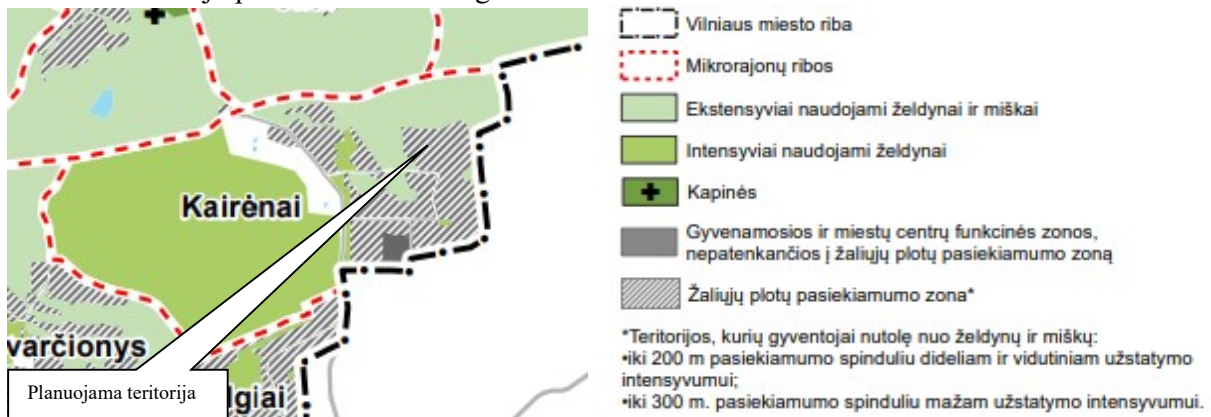 Kairėnai
varčionys
lgiai
Planuojama teritorija
Vilniaus miesto riba
Mikrorajonų ribos
Ekstensyviai naudojami želdynai ir miškai
Intensyviai naudojami želdynai
Kapinės
Gyvenamosios ir miestų centrų funkcinės zonos,
nepatenkančios į žaliųjų plotų pasiekiamumo zoną
Žaliųjų plotų pasiekiamumo zona*
*Teritorijos, kurių gyventojai nutolę nuo želdynų ir miškų:
•iki 200 m pasiekiamumo spinduliu dideliam ir vidutiniam užstatymo
intensyvumui;
•iki 300 m. pasiekiamumo spinduliu mažam užstatymo intensyvumui.